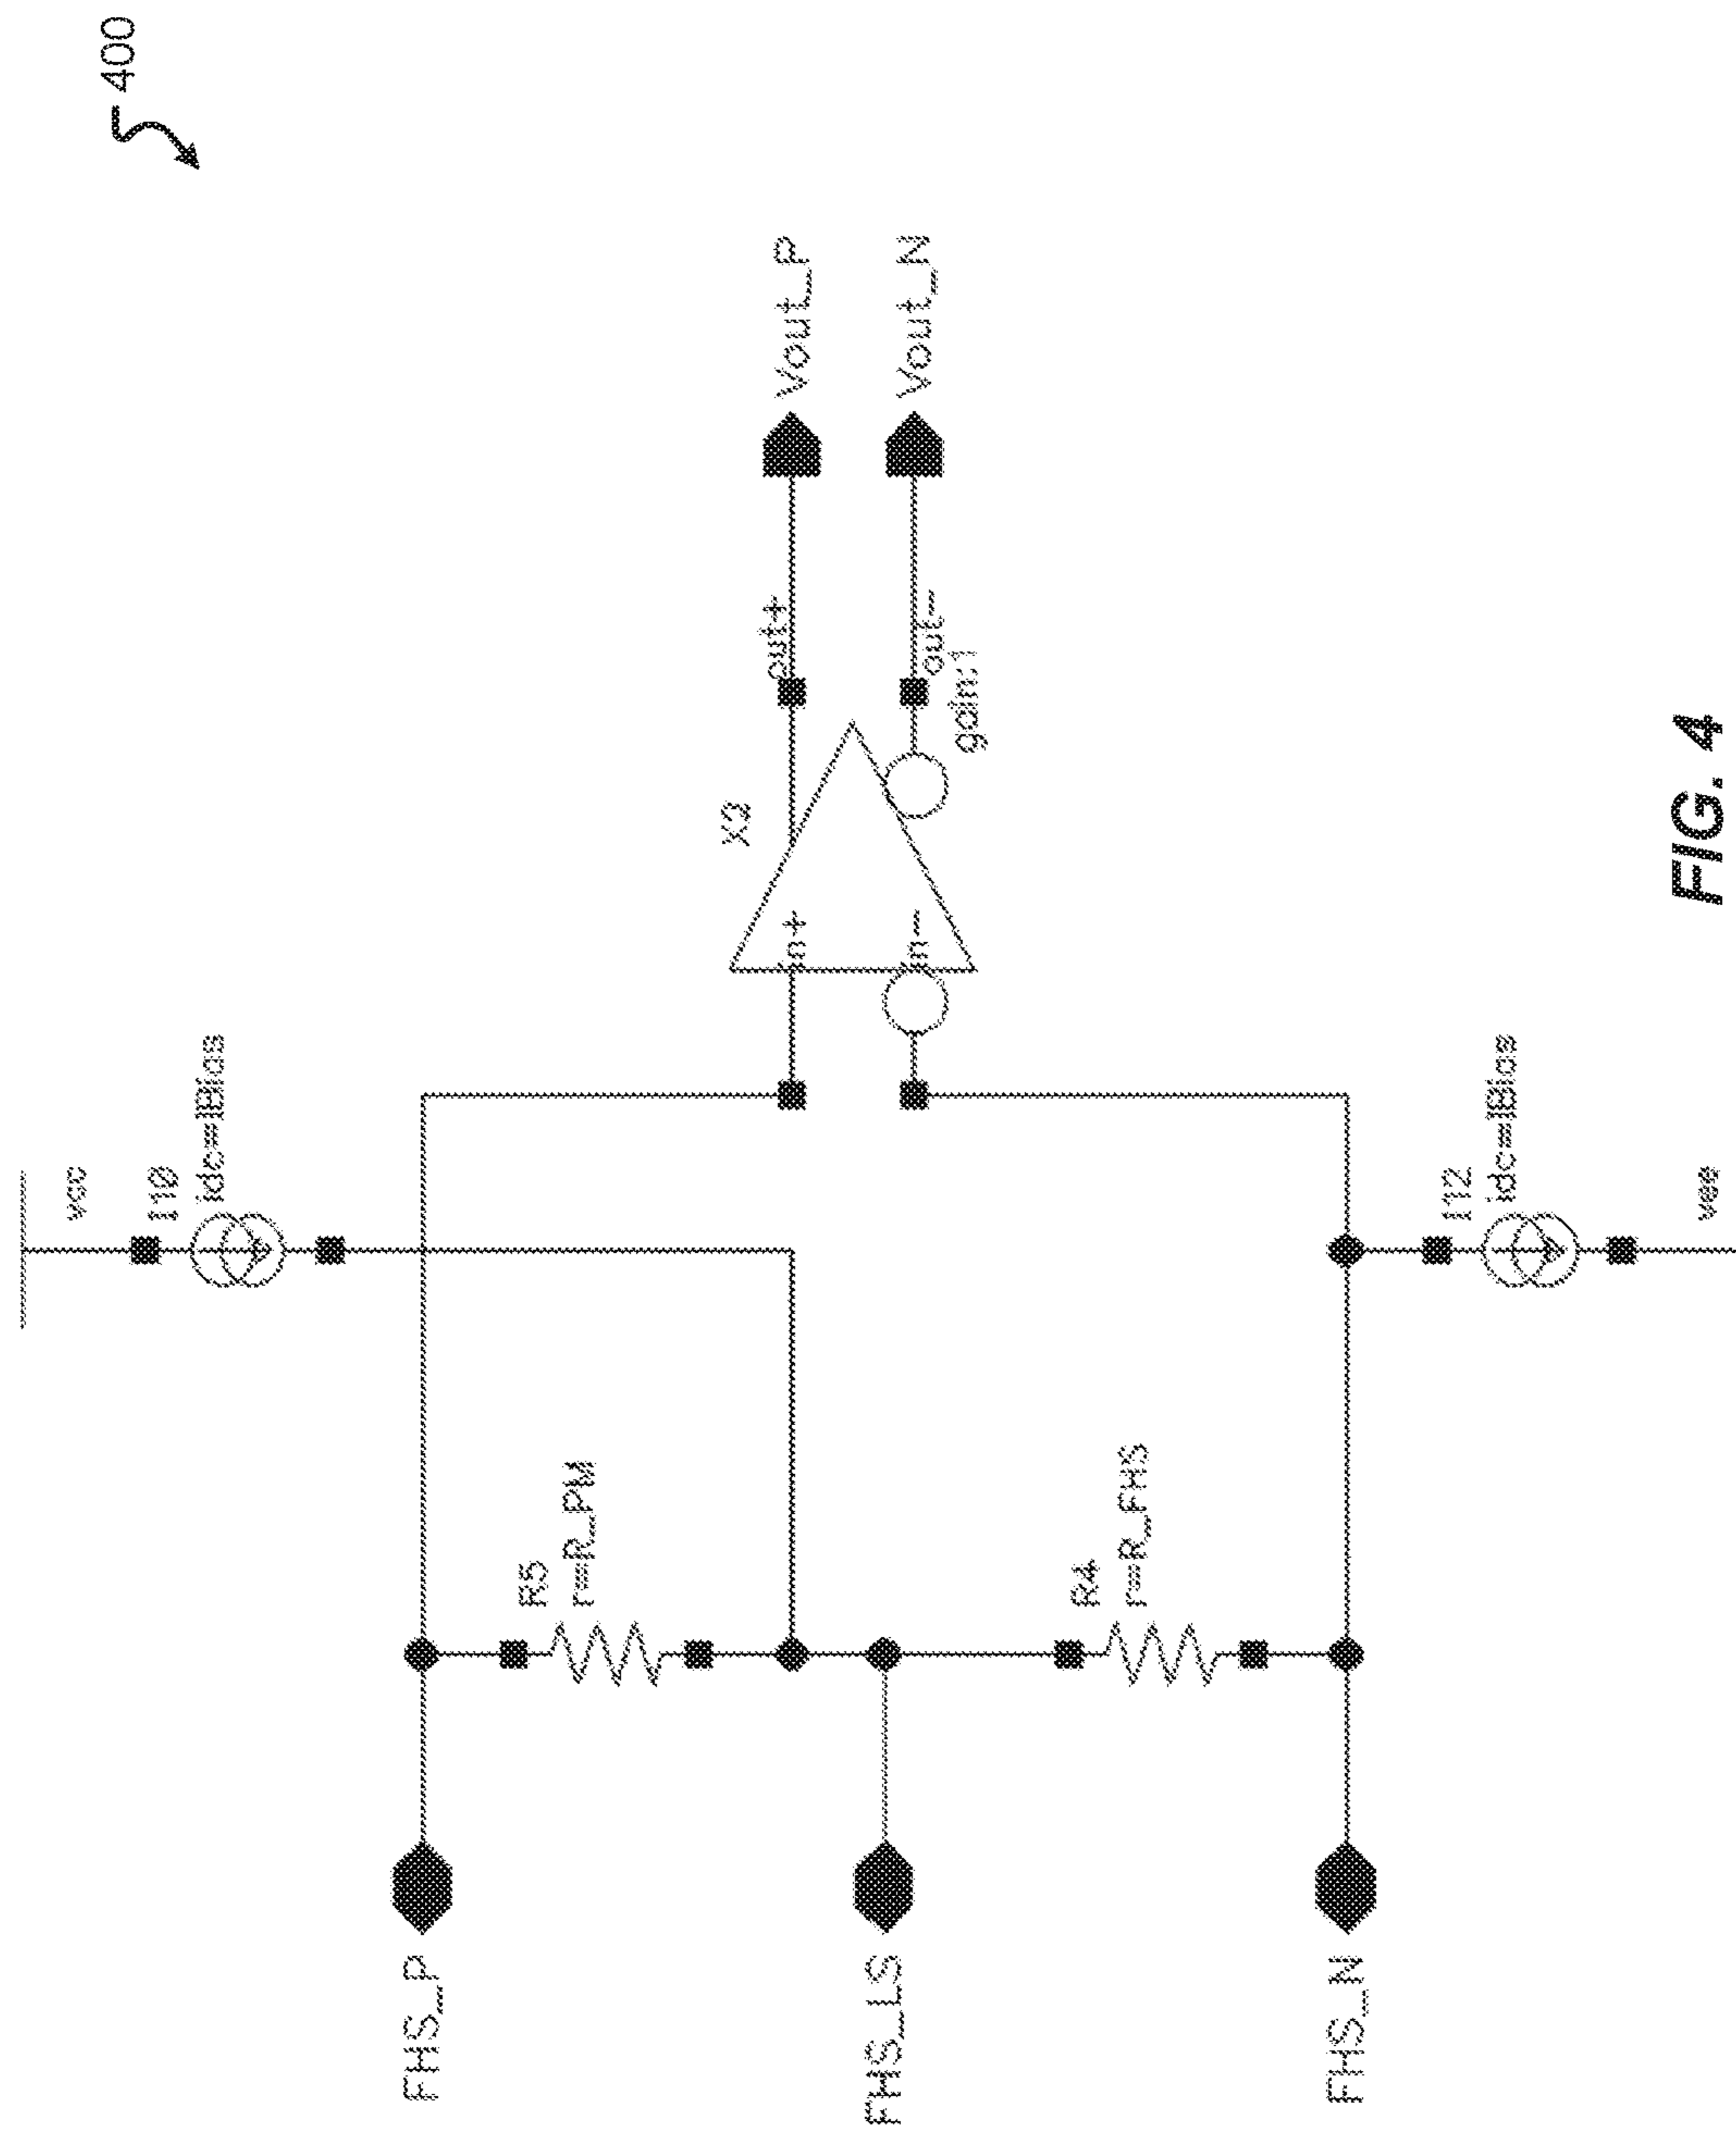 400
vcc
I10
idc=IBias
FHS_P
R5
r=R_PM
X3
in+
out+
Vout_P
FHS_LS
in-
out-
Vout_N
gain:1
R4
r=R_FHS
FHS_N
I12
idc=IBias
vee
FIG. 4